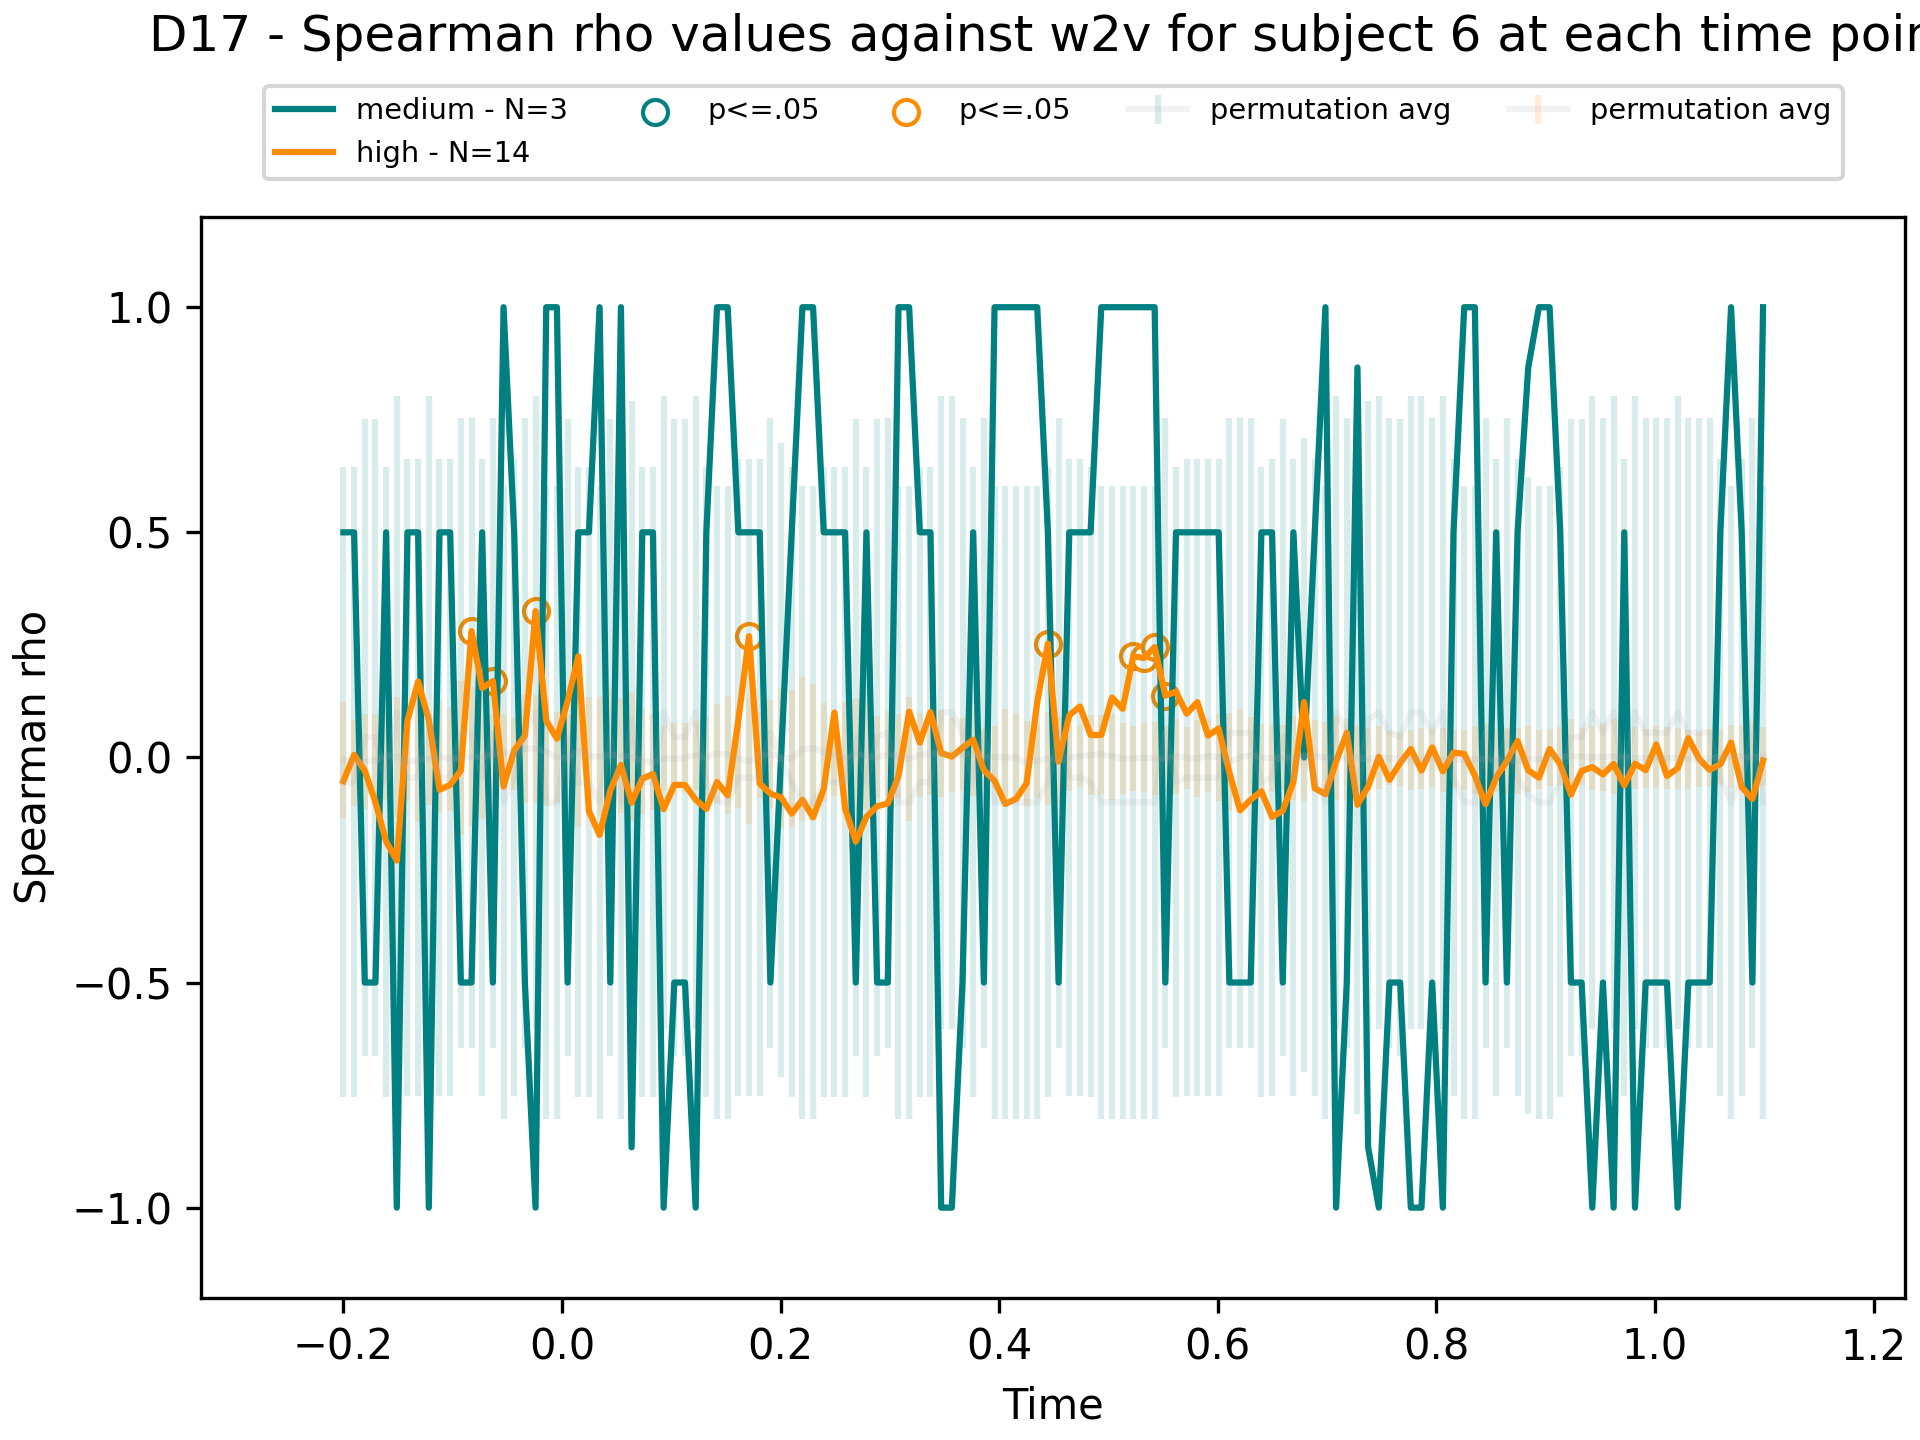 D17 - Spearman rho values against w2v for subject 6 at each time poin
medium - N=3
high - N=14
p<=.05
p<=.05
permutation avg
permutation avg
1.0
0.5
0.0
−0.5
−1.0
Spearman rho
−0.2 0.0 0.2 0.4 0.6 0.8 1.0 1.2
Time